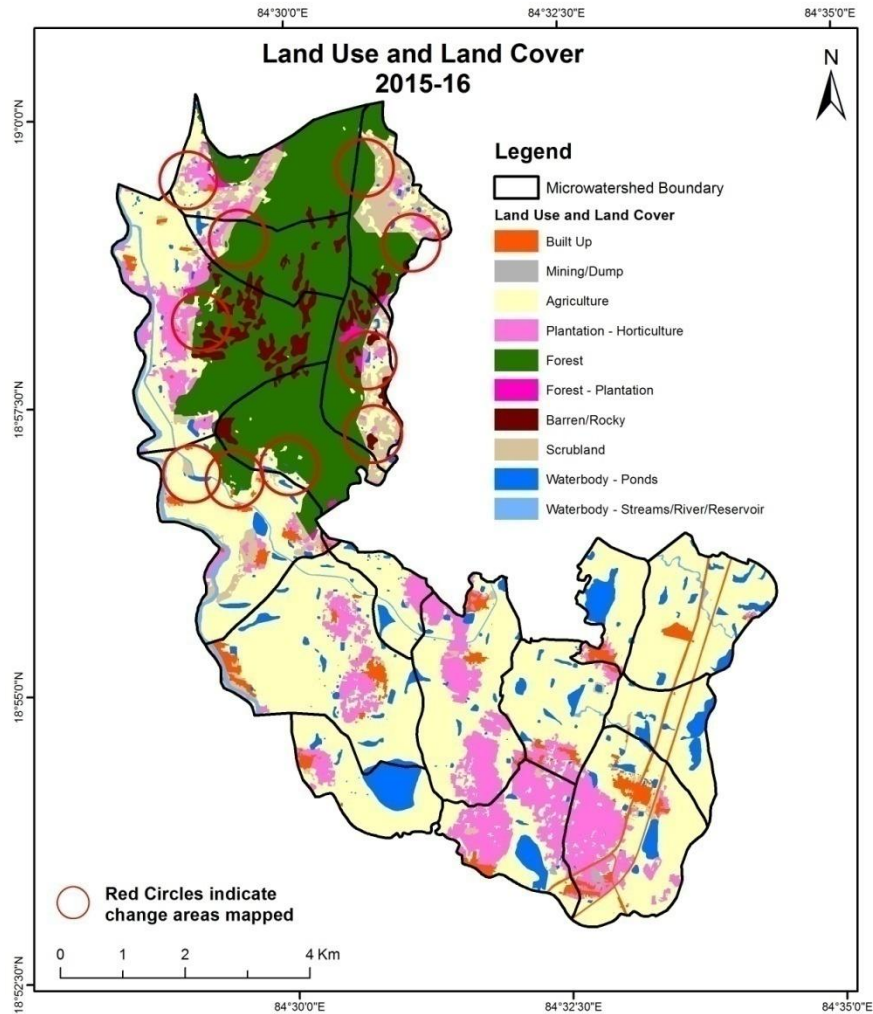 84°30'0"E
84°32'30"E
84°35'0"E
Land Use and Land Cover
2015-16
N
19°0'0"N
18°57'30"N
18°55'0"N
18°52'30"N
Legend
Microwatershed Boundary
Land Use and Land Cover
Built Up
Mining/Dump
Agriculture
Plantation - Horticulture
Forest
Forest - Plantation
Barren/Rocky
Scrubland
Waterbody - Ponds
Waterbody - Streams/River/Reservoir
Red Circles indicate
change areas mapped
0 1 2 4 Km
84°30'0"E
84°32'30"E
84°35'0"E